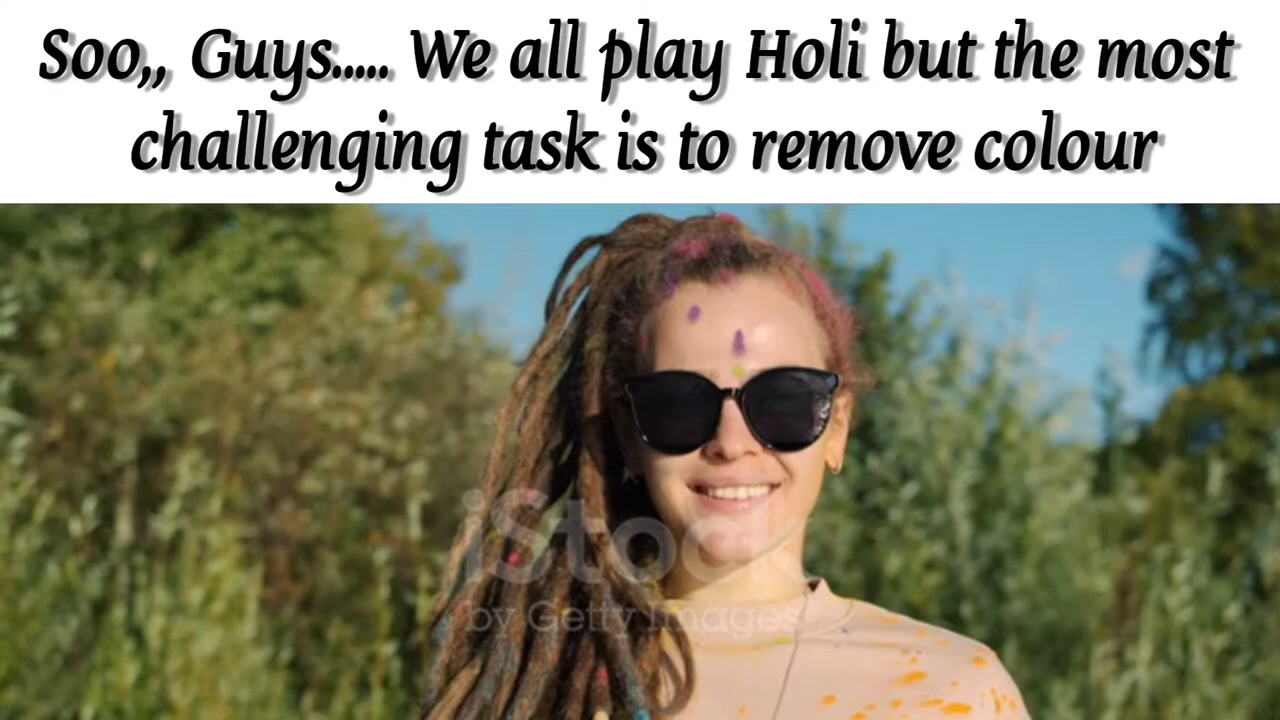 Soo,, Guys..... We all play Holi but the most
challenging task is to remove colour
iStock
by Getty Images